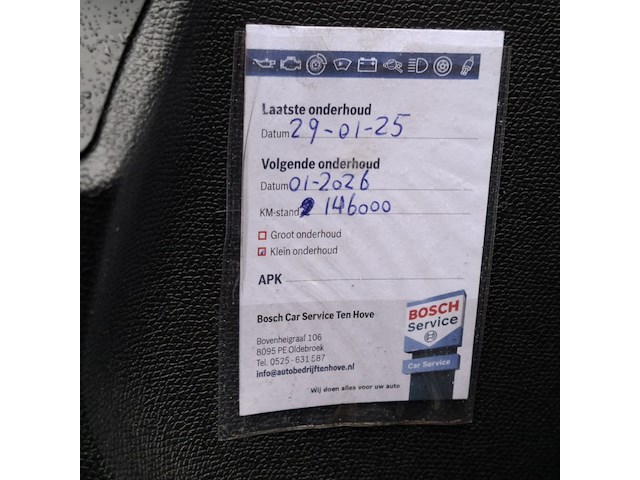 Laatste onderhoud
Datum 29-01-25
Volgende onderhoud
Datum 01-2026
KM-stand 146000
Groot onderhoud
Klein onderhoud
APK
Bosch Car Service Ten Hove
Bovenheigraaf 106
8095 PE Oldebroek
Tel. 0525-631587
info@autobedrijftenhove.nl
BOSCH
Service
Car Service
Wij doen alles voor uw auto